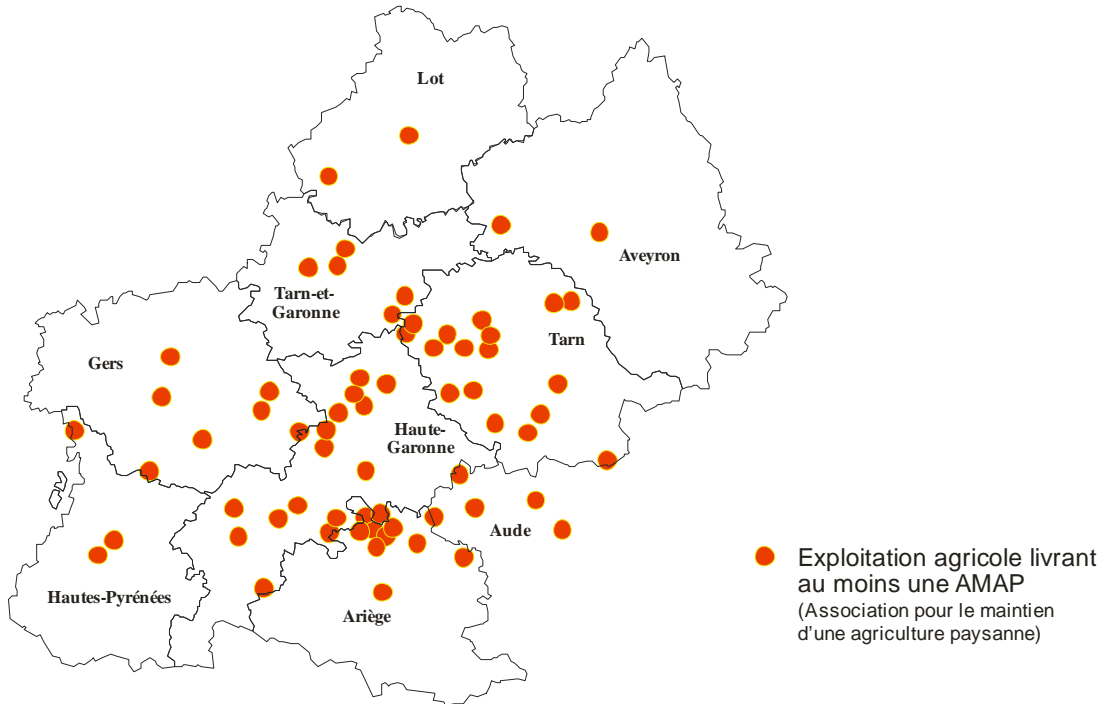 Lot
Aveyron
Tarn-et-
Garonne
Tarn
Gers
Haute-
Garonne
Aude
Hautes-Pyrénées
Ariège
Exploitation agricole livrant
au moins une AMAP
(Association pour le maintien
d'une agriculture paysanne)